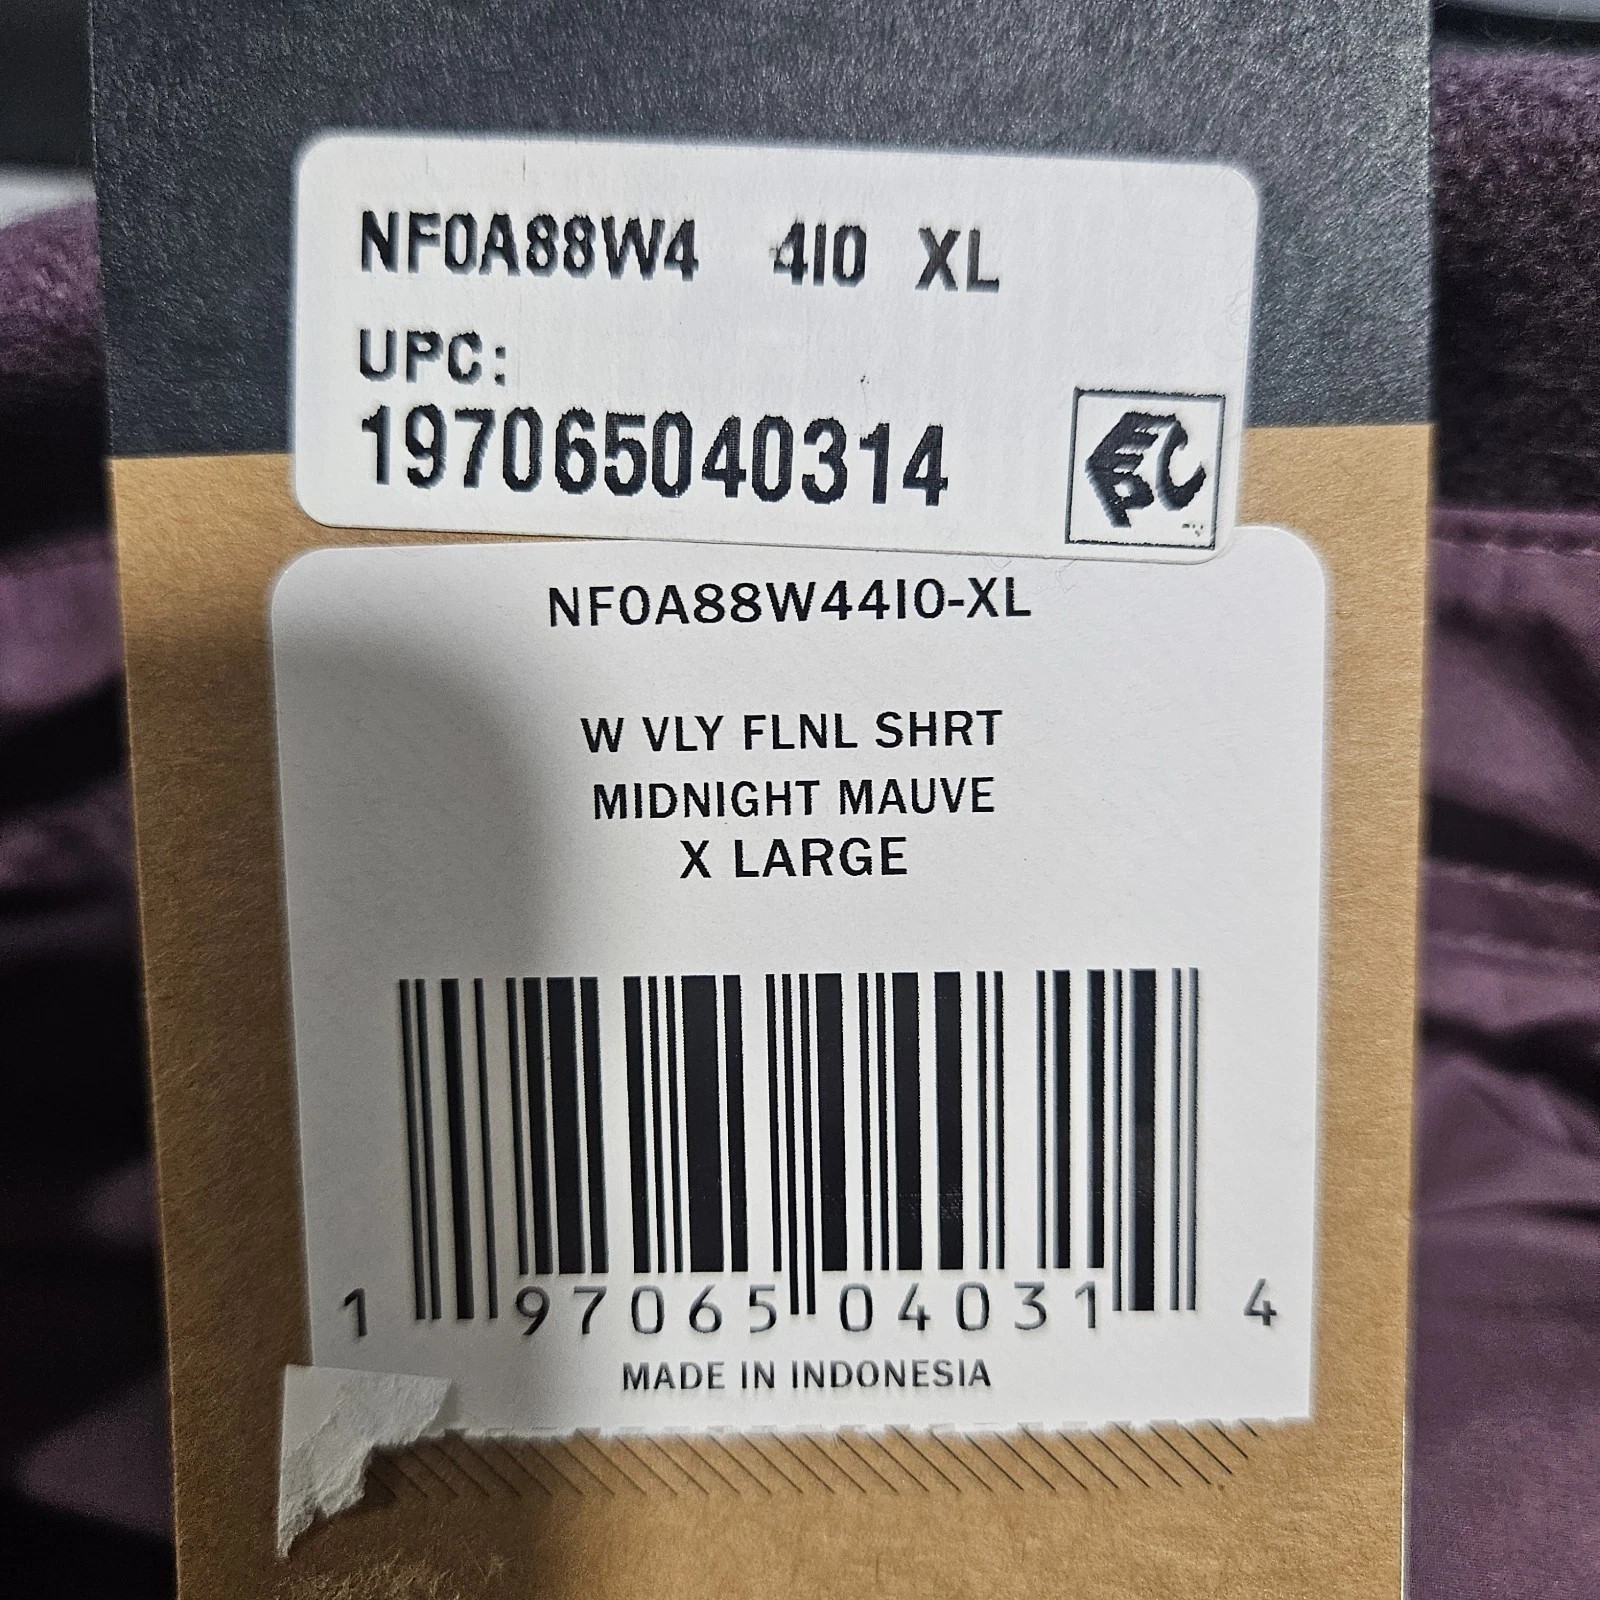 NF0A88W4 4I0 XL
UPC:
197065040314
NF0A88W44I0-XL
W VLY FLNL SHRT
MIDNIGHT MAUVE
X LARGE
1 97065 04031 4
MADE IN INDONESIA